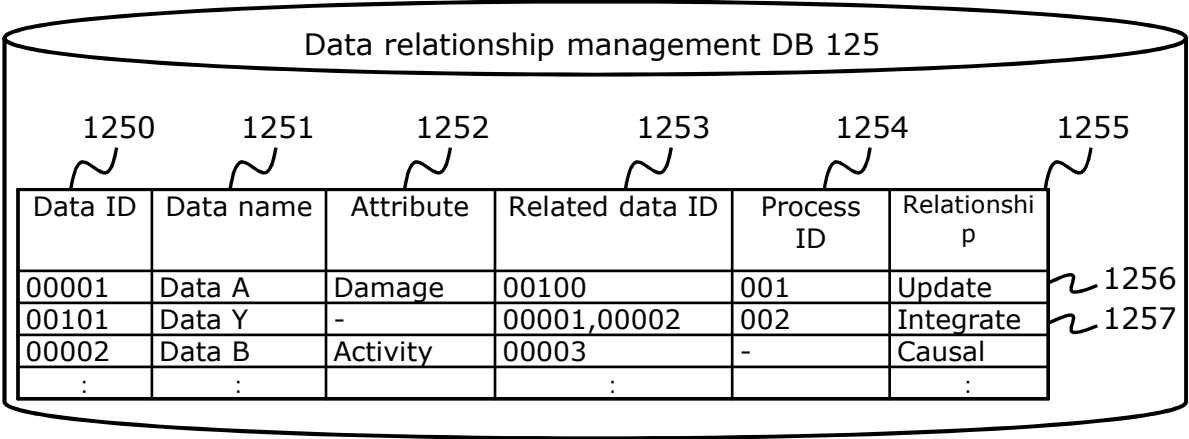 Data relationship management DB 125
1250 1251 1252 1253 1254 1255
Data ID Data name Attribute Related data ID Process ID Relationshi
p
00001 Data A Damage 00100 001 Update 1256
00101 Data Y - 00001,00002 002 Integrate 1257
00002 Data B Activity 00003 - Causal
: : : :